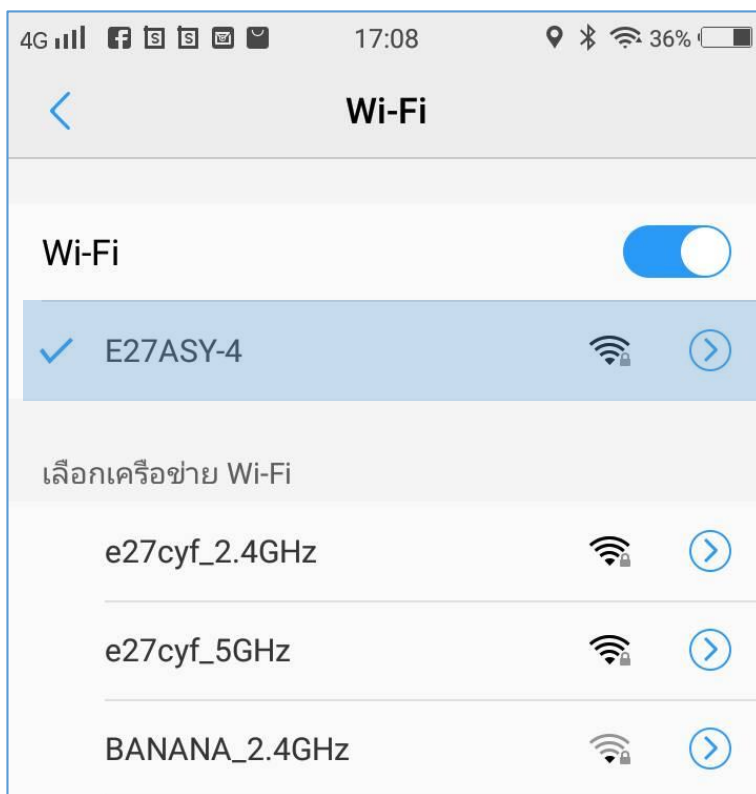 4G 17:08 36%
Wi-Fi
Wi-Fi
E27ASY-4
เลือกเครือข่าย Wi-Fi
e27cyf_2.4GHz
e27cyf_5GHz
BANANA_2.4GHz